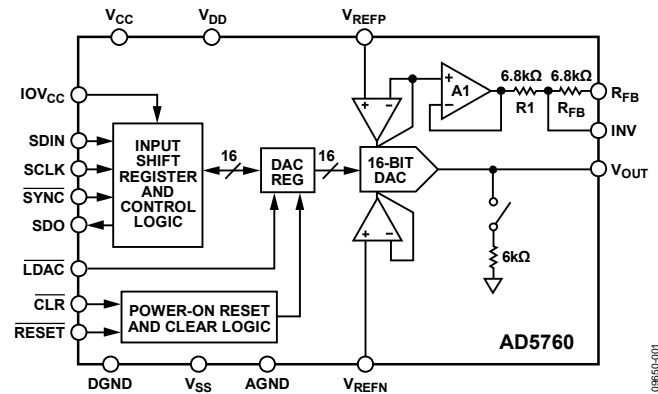 VCC
VDD
VREFP
IOVCC
SDIN
SCLK
SYNC
SDO
LDAC
CLR
RESET
INPUT
SHIFT
REGISTER
AND
CONTROL
LOGIC
16
DAC
REG
16
16-BIT
DAC
A1
6.8kΩ
R1
6.8kΩ
RFB
RFB
INV
VOUT
6kΩ
POWER-ON RESET
AND CLEAR LOGIC
AD5760
DGND
VSS
AGND
VREFN
09650-001